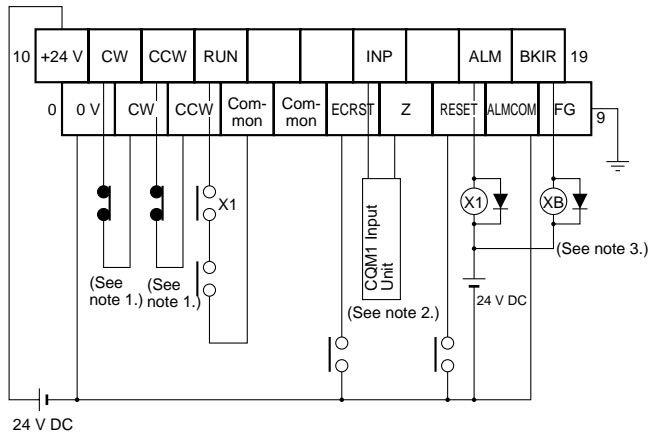 10 +24 V CW CCW RUN INP ALM BKIR 19
0 0 V CW CCW Com-
mon Com-
mon ECRST Z RESET ALMCOM FG 9
X1
X1 XB
CQM1 Input
Unit
(See
note 1.)
(See
note 1.)
(See note 2.)
(See note 3.)
24 V DC
24 V DC